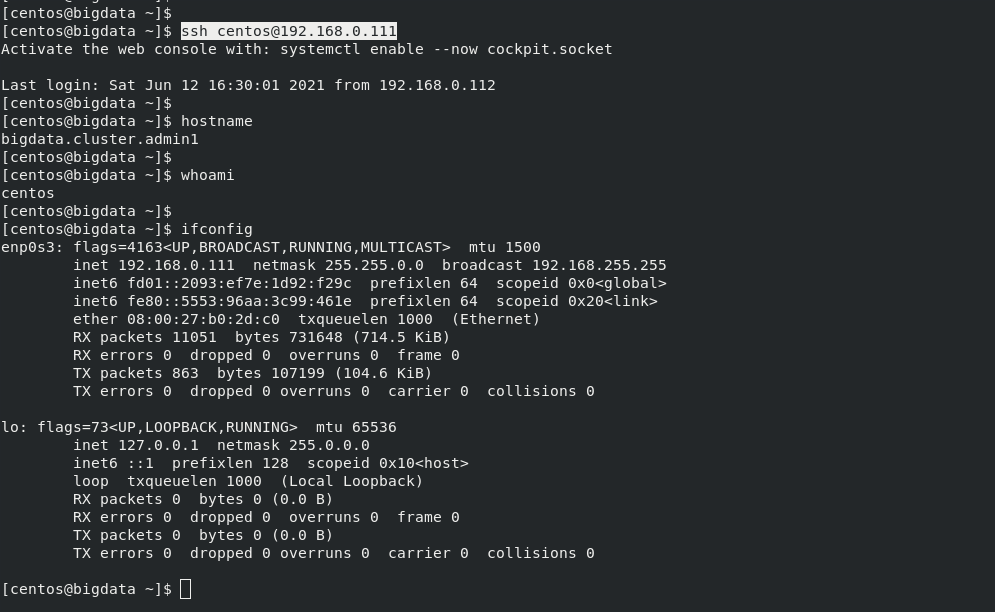 [centos@bigdata ~]$
[centos@bigdata ~]$ ssh centos@192.168.0.111
Activate the web console with: systemctl enable --now cockpit.socket

Last login: Sat Jun 12 16:30:01 2021 from 192.168.0.112
[centos@bigdata ~]$
[centos@bigdata ~]$ hostname
bigdata.cluster.admin1
[centos@bigdata ~]$
[centos@bigdata ~]$ whoami
centos
[centos@bigdata ~]$
[centos@bigdata ~]$ ifconfig
enp0s3: flags=4163<UP,BROADCAST,RUNNING,MULTICAST>  mtu 1500
        inet 192.168.0.111  netmask 255.255.0.0  broadcast 192.168.255.255
        inet6 fd01::2093:ef7e:1d92:f29c  prefixlen 64  scopeid 0x0<global>
        inet6 fe80::5553:96aa:3c99:461e  prefixlen 64  scopeid 0x20<link>
        ether 08:00:27:b0:2d:c0  txqueuelen 1000  (Ethernet)
        RX packets 11051  bytes 731648 (714.5 KiB)
        RX errors 0  dropped 0  overruns 0  frame 0
        TX packets 863  bytes 107199 (104.6 KiB)
        TX errors 0  dropped 0 overruns 0  carrier 0  collisions 0

lo: flags=73<UP,LOOPBACK,RUNNING>  mtu 65536
        inet 127.0.0.1  netmask 255.0.0.0
        inet6 ::1  prefixlen 128  scopeid 0x10<host>
        loop  txqueuelen 1000  (Local Loopback)
        RX packets 0  bytes 0 (0.0 B)
        RX errors 0  dropped 0  overruns 0  frame 0
        TX packets 0  bytes 0 (0.0 B)
        TX errors 0  dropped 0 overruns 0  carrier 0  collisions 0

[centos@bigdata ~]$